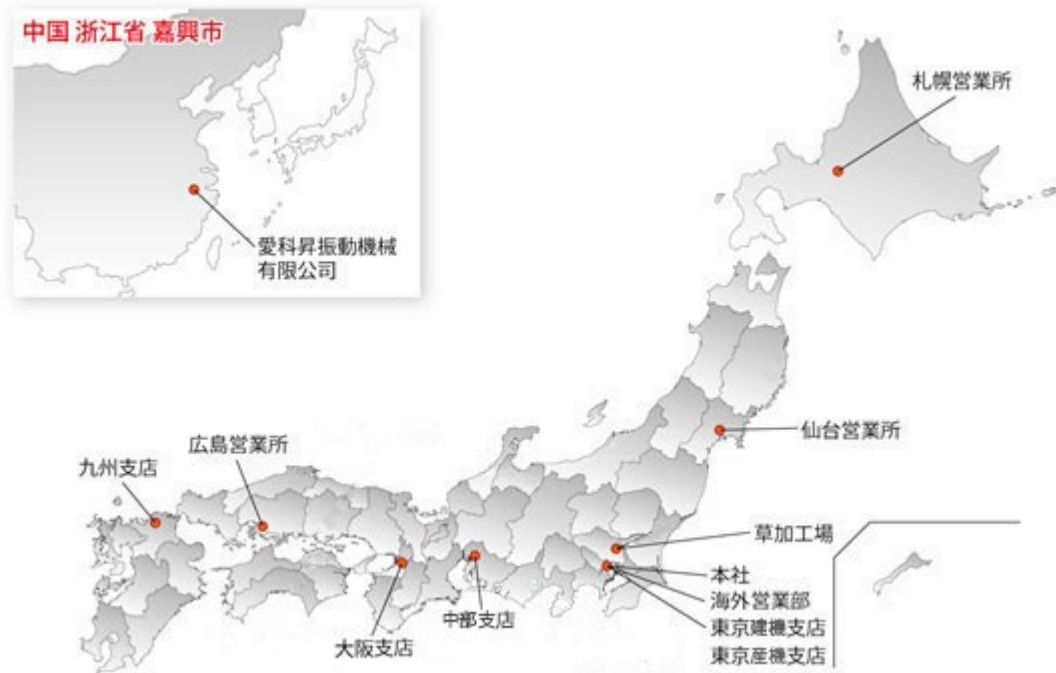 中国 浙江省 嘉興市
愛科昇振動機械
有限公司
札幌営業所
仙台営業所
広島営業所
九州支店
草加工場
本社
海外営業部
中部支店
東京建機支店
大阪支店
東京産機支店